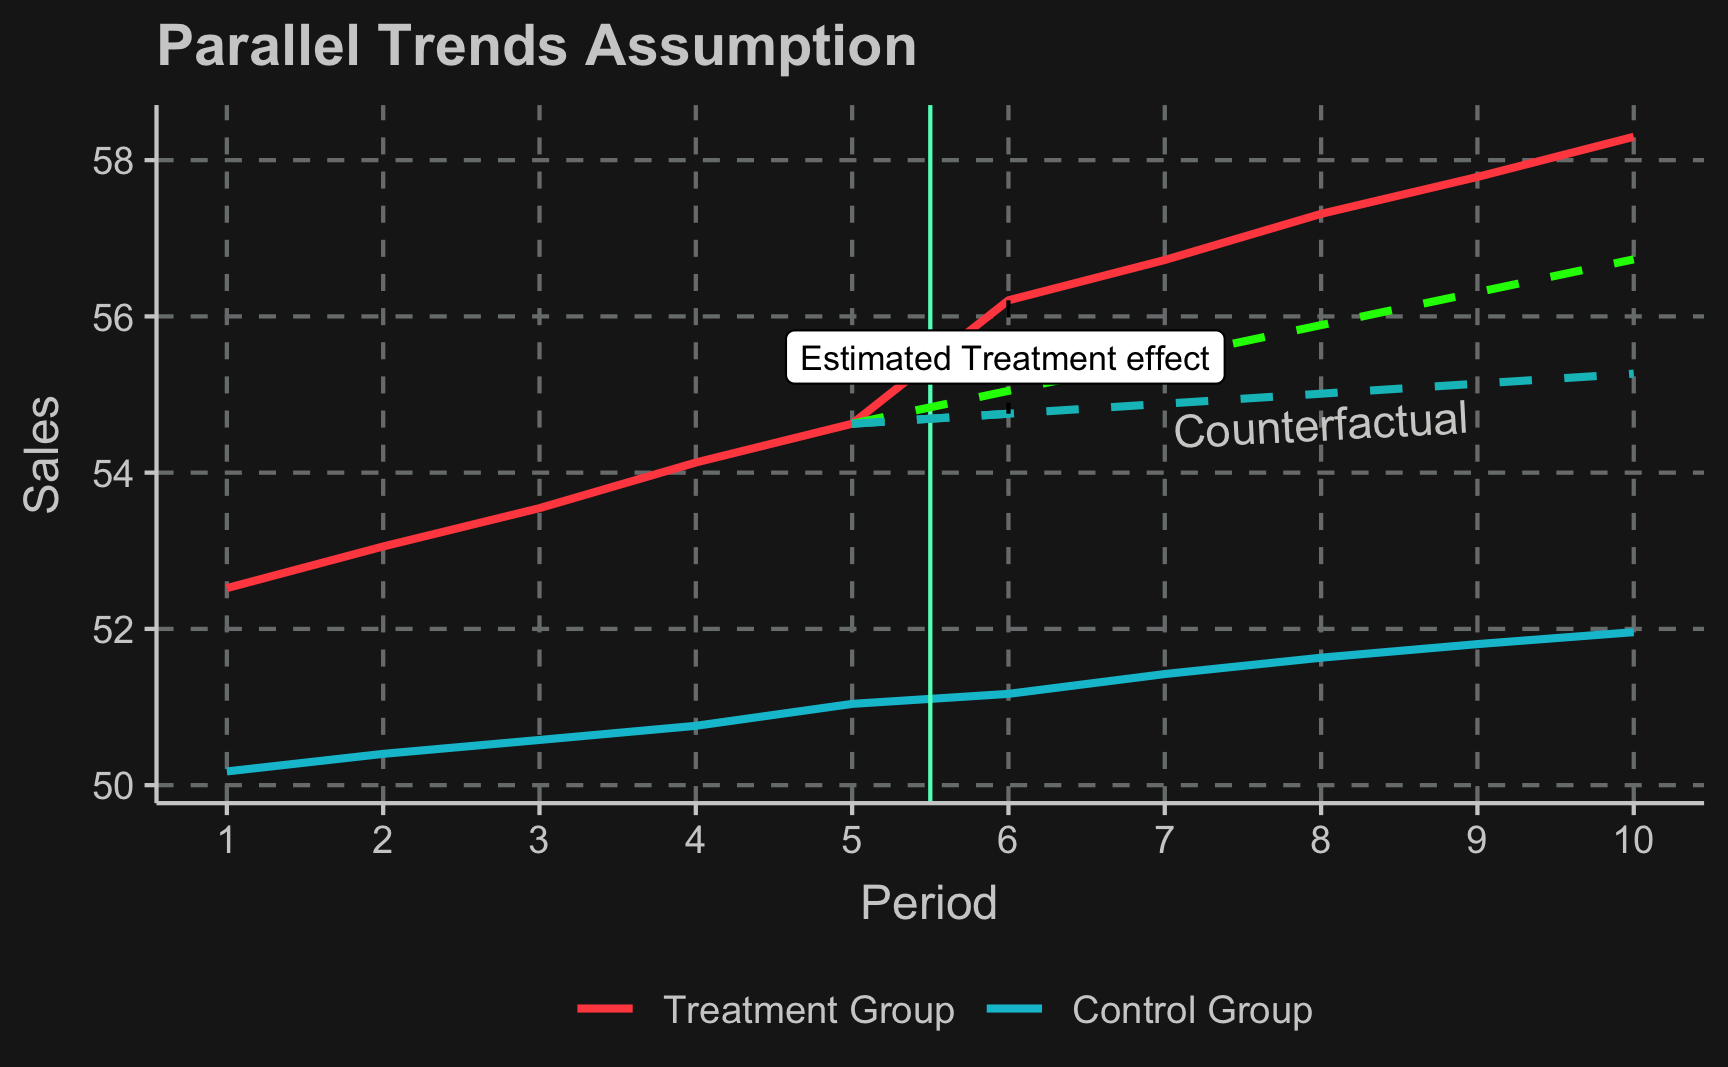 Parallel Trends Assumption
58
56
54
52
50
Sales
Estimated Treatment effect
Counterfactual
1 2 3 4 5 6 7 8 9 10
Period
Treatment Group Control Group